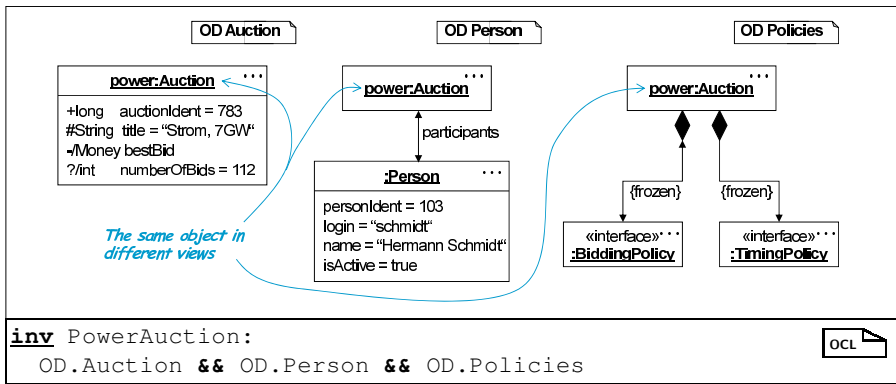 OD Auction
power:Auction ...
+long auctionIdent = 783
#String title = “Strom, 7GW“
-/Money bestBid
?/int numberOfBids = 112
The same object in
different views
OD Person
power:Auction ...
participants
:Person ...
personIdent = 103
login = “schmidt“
name = “Hermann Schmidt“
isActive = true
OD Policies
power:Auction ...
{frozen}
{frozen}
«interface» ...
:BiddingPolicy
«interface» ...
:TimingPolicy
inv PowerAuction:
OD.Auction && OD.Person && OD.Policies
OCL